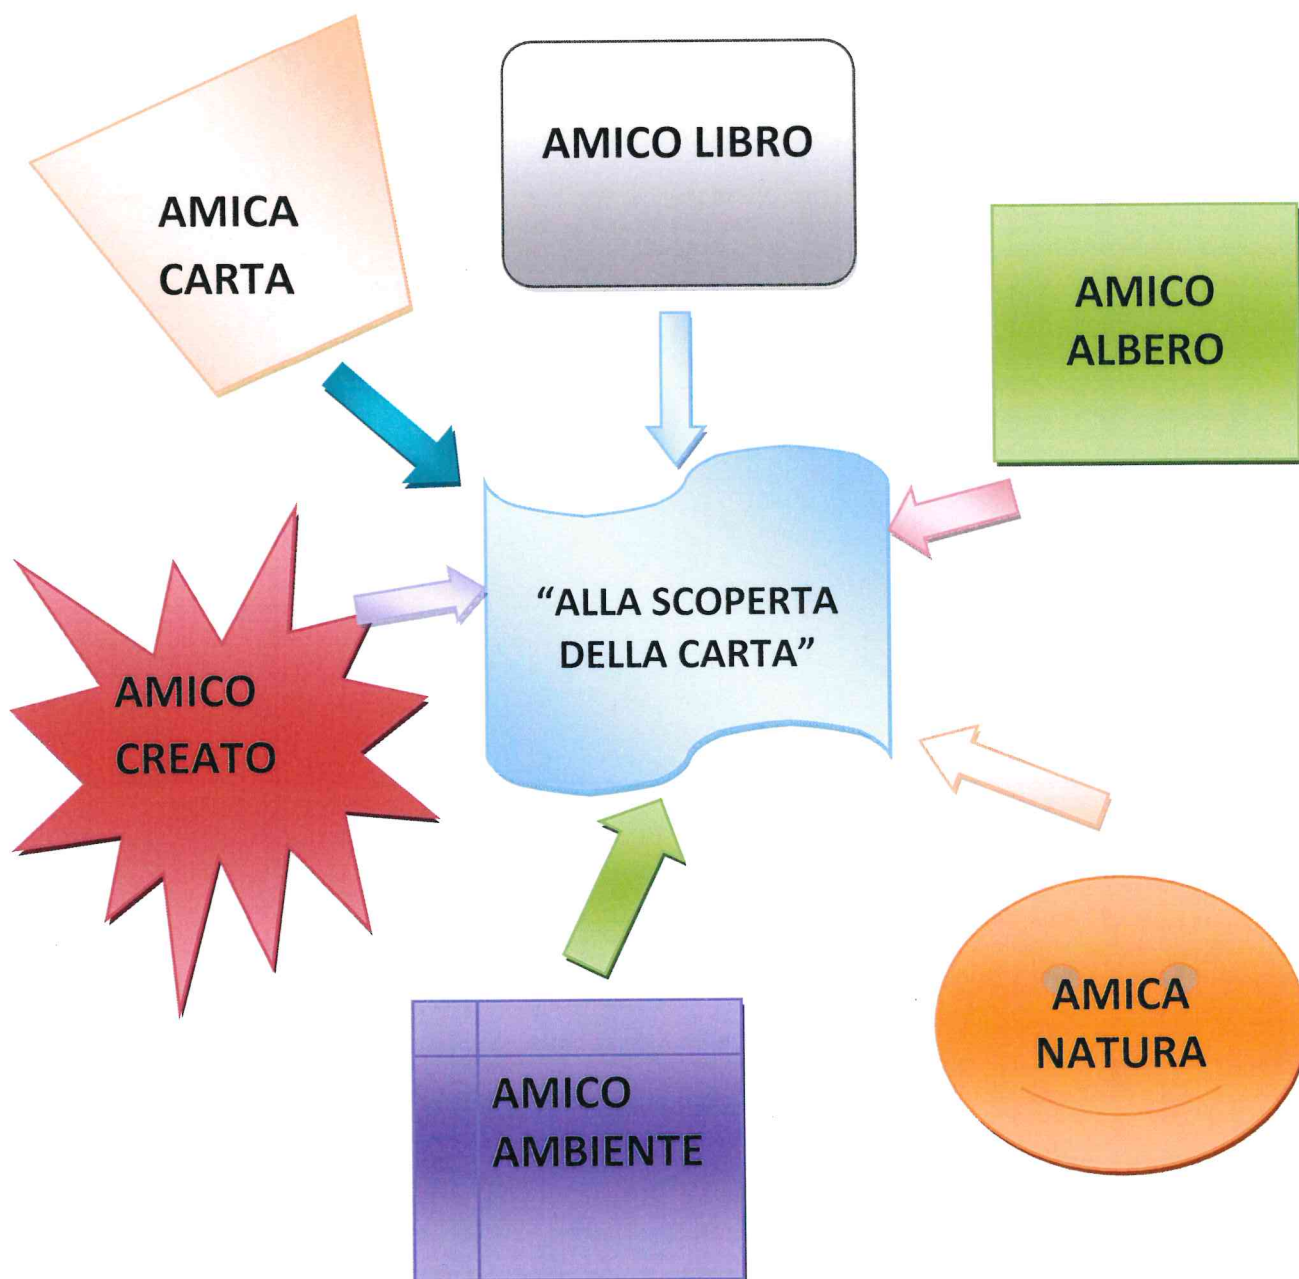 AMICO LIBRO
AMICA
CARTA
AMICO
ALBERO
“ALLA SCOPERTA
DELLA CARTA”
AMICO
CREATO
AMICA
NATURA
AMICO
AMBIENTE